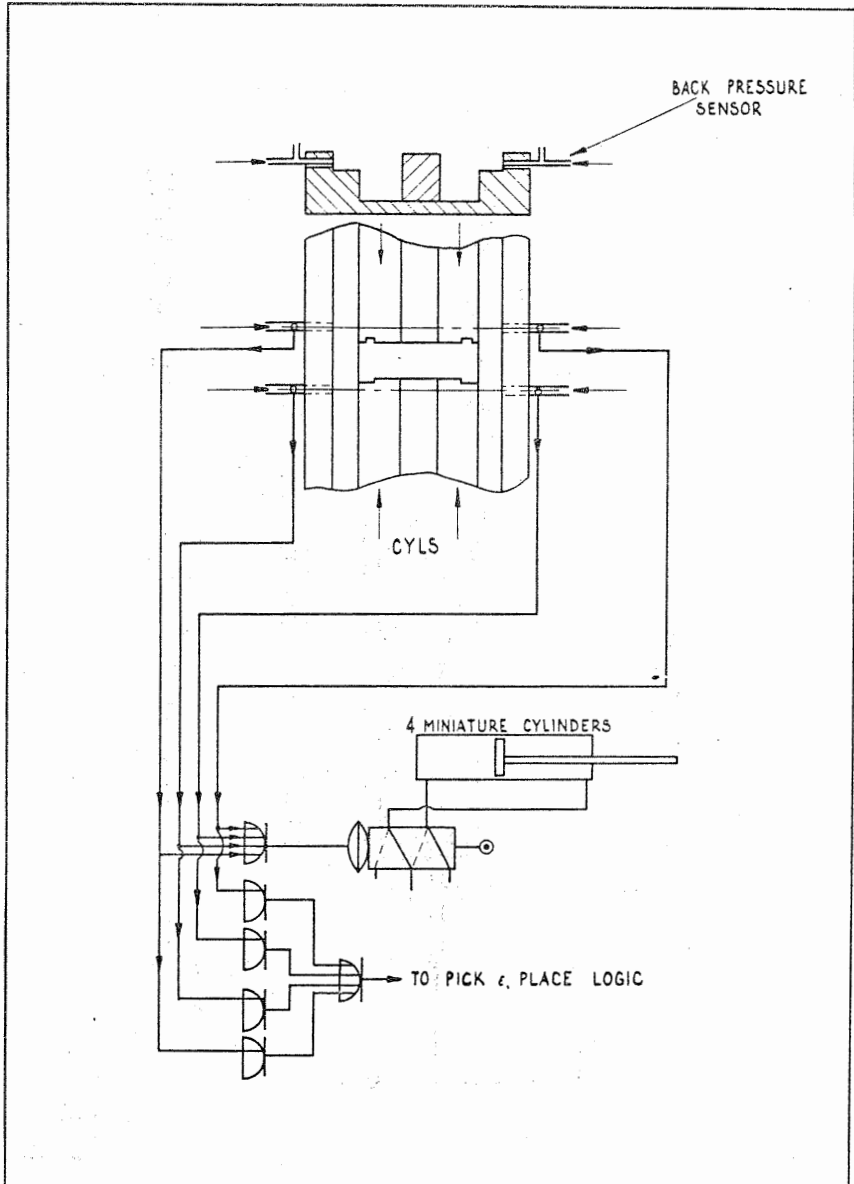 BACK PRESSURE
SENSOR
CYLS
4 MINIATURE CYLINDERS
TO PICK & PLACE LOGIC